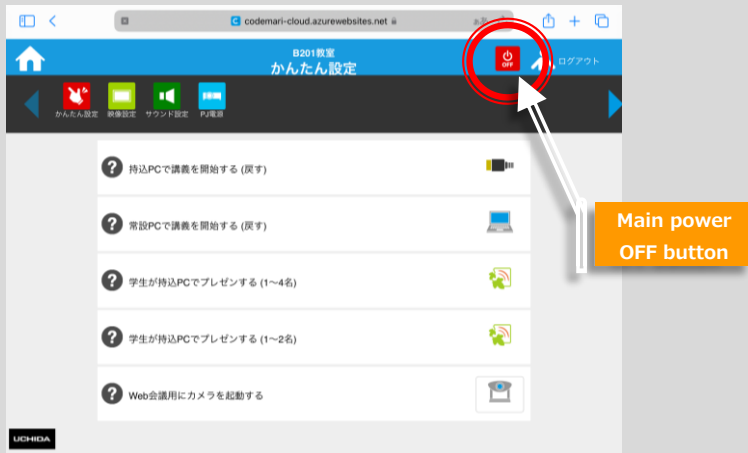 codemari-cloud.azurewebsites.net
ぁあ
B201教室
かんたん設定
OFF
ログアウト
かんたん設定
映像設定
サウンド設定
PJ電源
持込PCで講義を開始する (戻す)
常設PCで講義を開始する (戻す)
学生が持込PCでプレゼンする (1〜4名)
学生が持込PCでプレゼンする (1〜2名)
Web会議用にカメラを起動する
Main power
OFF button
UCHIDA